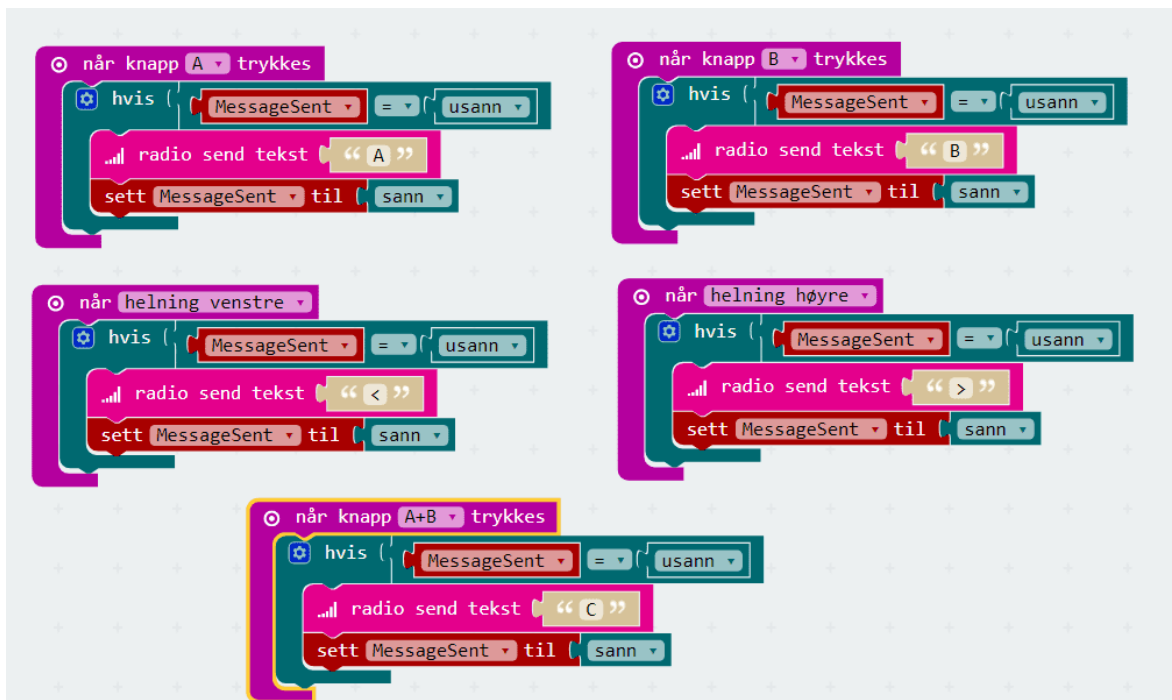 når knapp A trykkes
hvis MessageSent = usann
radio send tekst “ A ”
sett MessageSent til sann
når knapp B trykkes
hvis MessageSent = usann
radio send tekst “ B ”
sett MessageSent til sann
når helning venstre
hvis MessageSent = usann
radio send tekst “ < ”
sett MessageSent til sann
når helning høyre
hvis MessageSent = usann
radio send tekst “ > ”
sett MessageSent til sann
når knapp A+B trykkes
hvis MessageSent = usann
radio send tekst “ C ”
sett MessageSent til sann